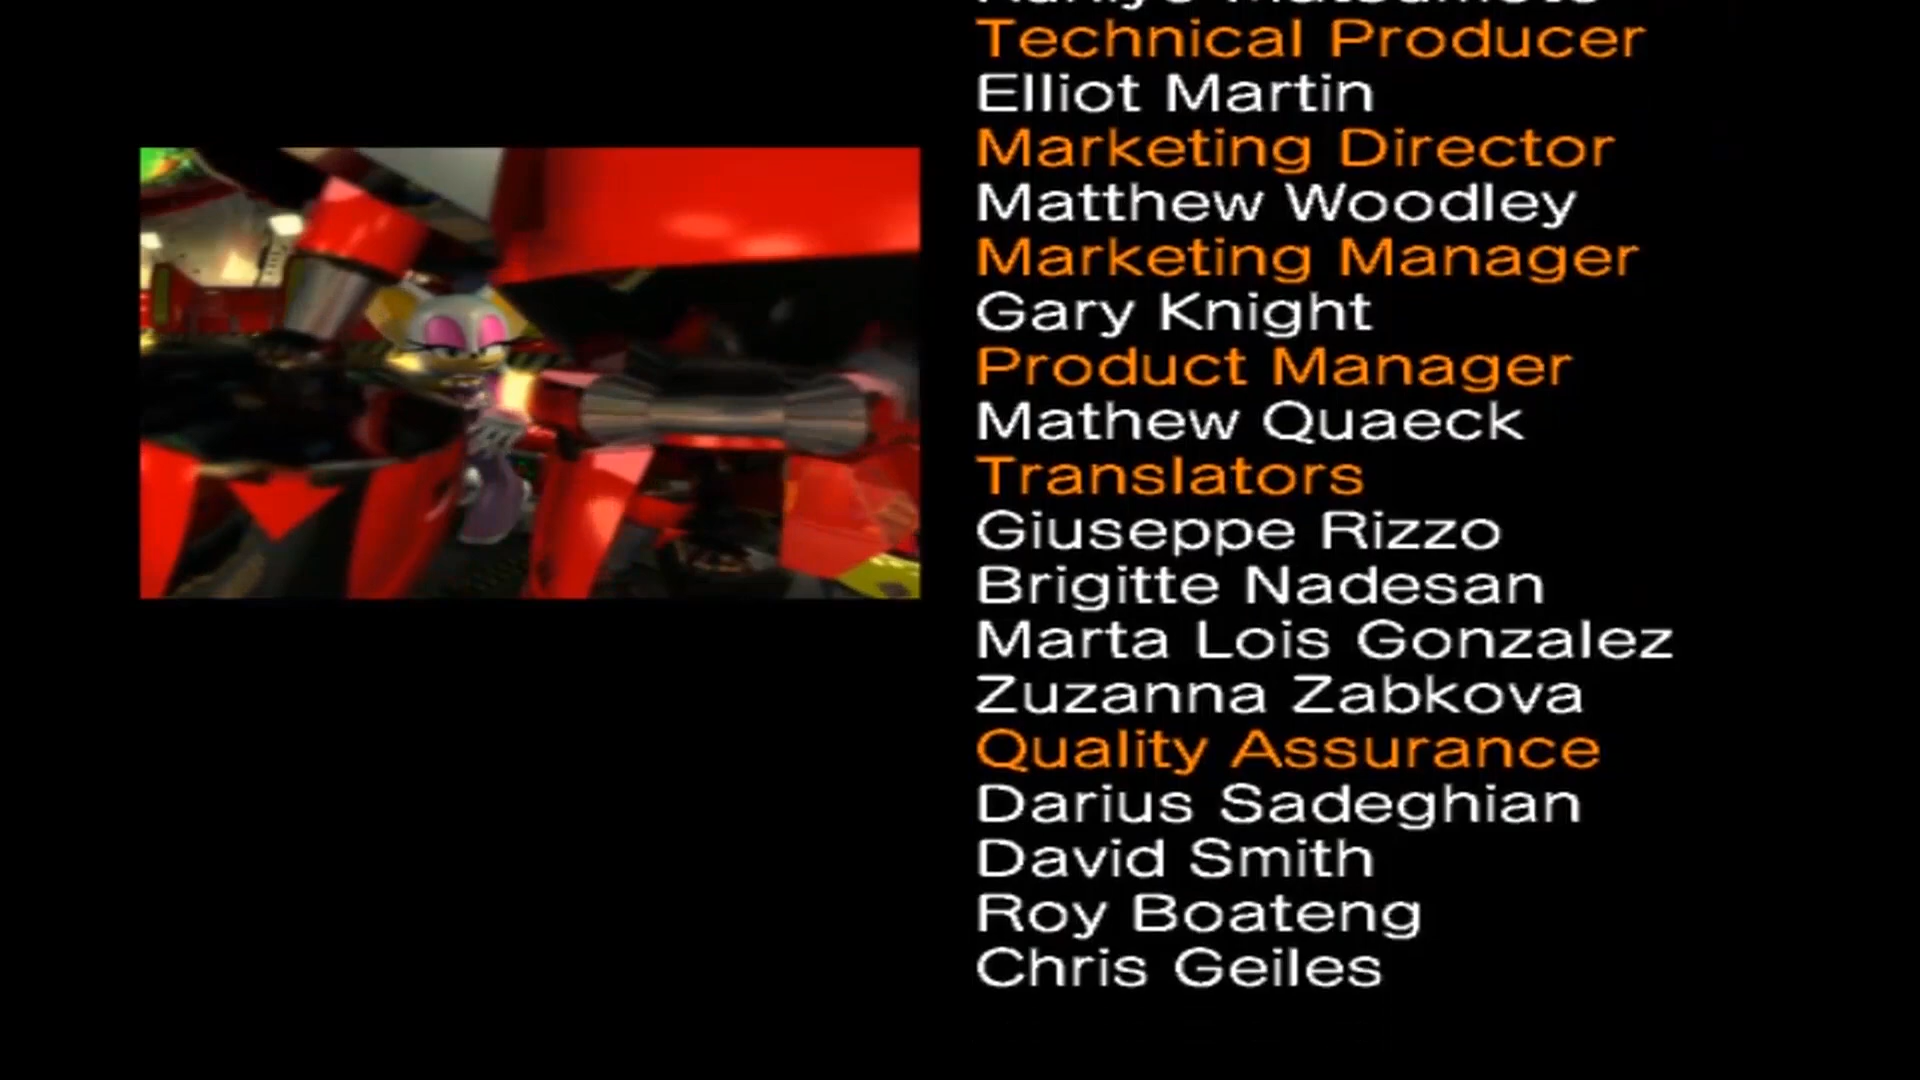 Technical Producer
Elliot Martin
Marketing Director
Matthew Woodley
Marketing Manager
Gary Knight
Product Manager
Mathew Quaeck
Translators
Giuseppe Rizzo
Brigitte Nadesan
Marta Lois Gonzalez
Zuzanna Zabkova
Quality Assurance
Darius Sadeghian
David Smith
Roy Boateng
Chris Geiles